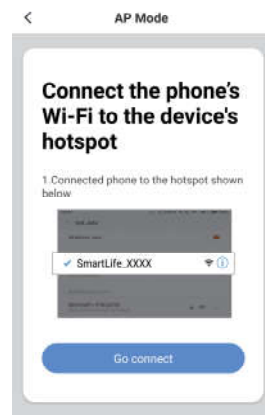 AP Mode
Connect the phone's
Wi-Fi to the device's
hotspot
1.Connected phone to the hotspot shown
below
SmartLife_XXXX
Go connect